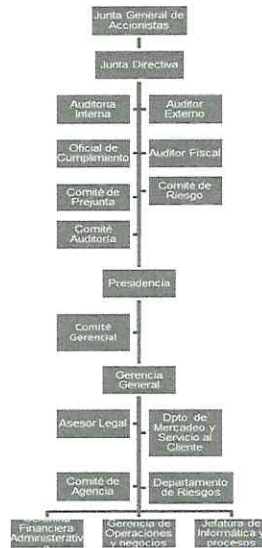 Junta General de
Accionistas
Junta Directiva
Auditoria
Interna
Auditor
Externo
Oficial de
Cumplimiento
Auditor Fiscal
Comité de
Prejunta
Comité de
Riesgo
Comité
Auditoría
Presidencia
Comité
Gerencial
Gerencia
General
Asesor Legal
Dpto de
Mercadeo y
Servicio al
Cliente
Comité de
Agencia
Departamento
de Riesgos
Gerencia
Financiera
Administrativ
Gerencia de
Operaciones
y negocios
Jefatura de
Informática y
procesos